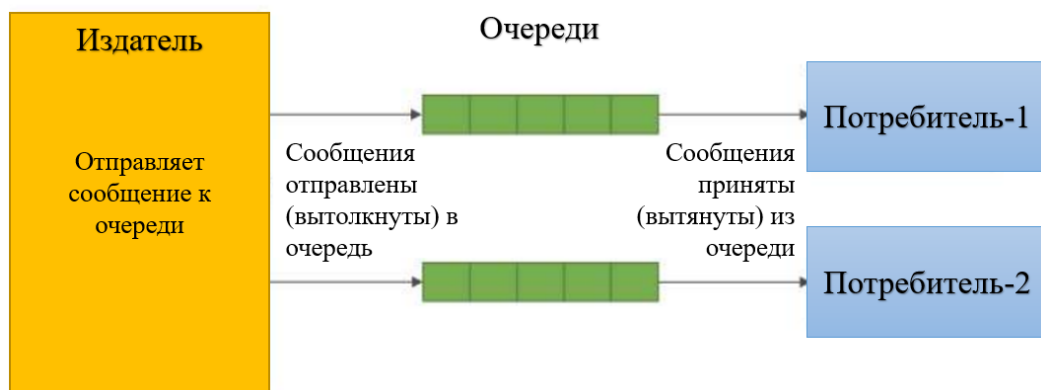 Издатель
Отправляет
сообщение к
очереди
Очереди
Сообщения
отправлены
(вытолкнуты) в
очередь
Сообщения
приняты
(вытянуты) из
очереди
Потребитель-1
Потребитель-2